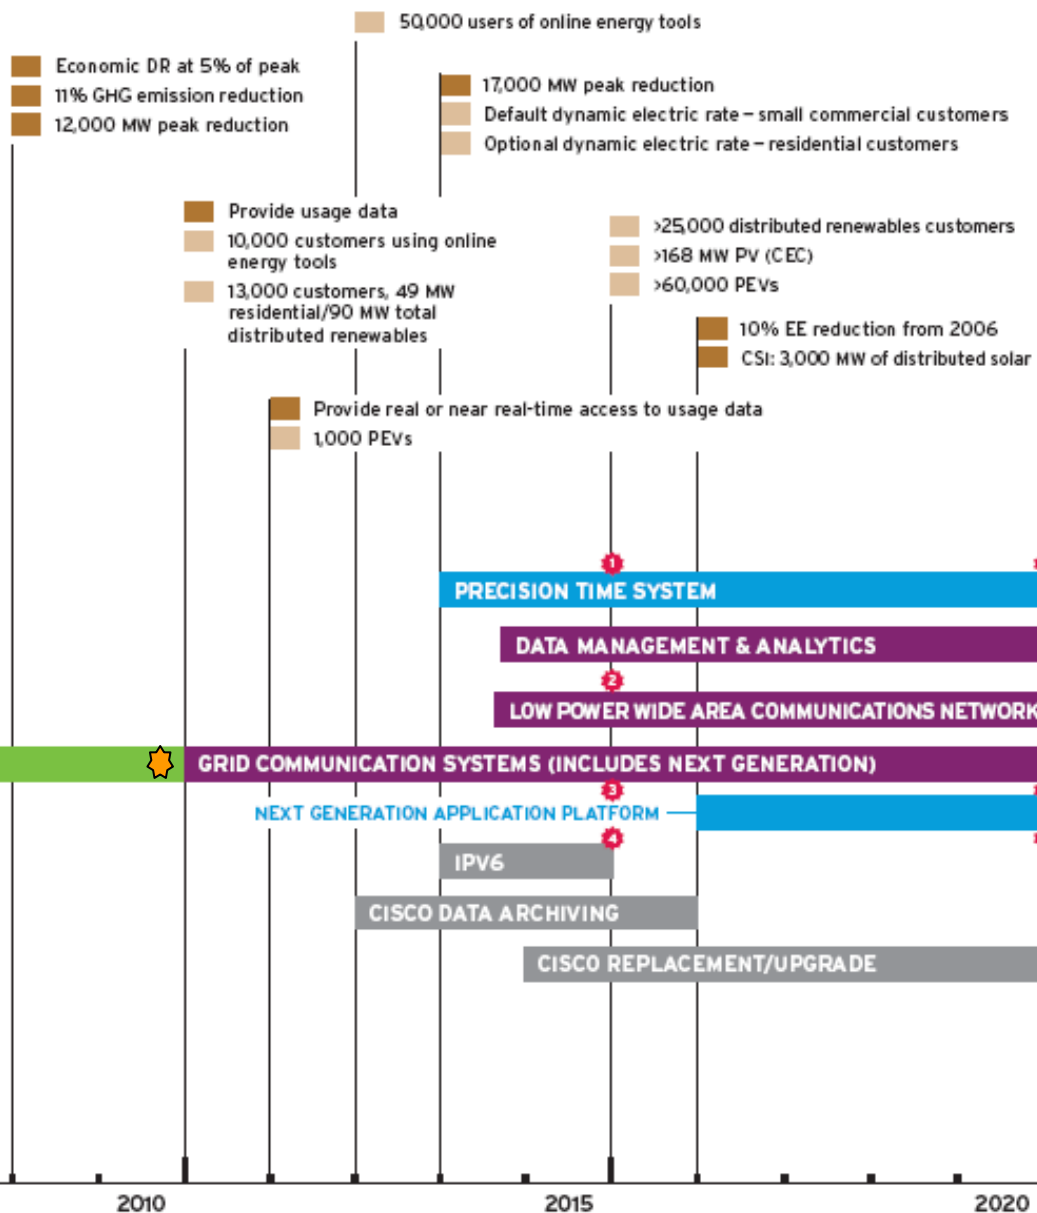 50,000 users of online energy tools
Economic DR at 5% of peak
11% GHG emission reduction
12,000 MW peak reduction
17,000 MW peak reduction
Default dynamic electric rate – small commercial customers
Optional dynamic electric rate – residential customers
Provide usage data
10,000 customers using online
energy tools
13,000 customers, 49 MW
residential/90 MW total
distributed renewables
>25,000 distributed renewables customers
>168 MW PV (CEC)
>60,000 PEVs
10% EE reduction from 2006
CSI: 3,000 MW of distributed solar
Provide real or near real-time access to usage data
1,000 PEVs
1
PRECISION TIME SYSTEM
DATA MANAGEMENT & ANALYTICS
2
LOW POWER WIDE AREA COMMUNICATIONS NETWORK
GRID COMMUNICATION SYSTEMS (INCLUDES NEXT GENERATION)
3
NEXT GENERATION APPLICATION PLATFORM
4
IPV6
CISCO DATA ARCHIVING
CISCO REPLACEMENT/UPGRADE
2010
2015
2020